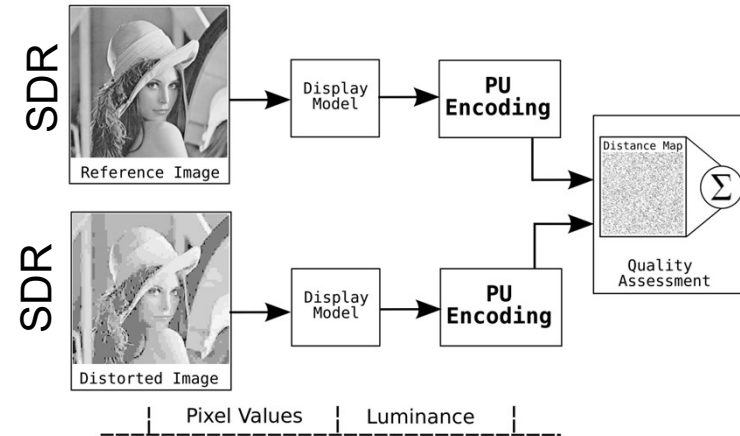 SDR
Reference Image
Display
Model
PU
Encoding
Distance Map
Σ
Quality
Assessment
SDR
Distorted Image
Display
Model
PU
Encoding
Pixel Values
Luminance